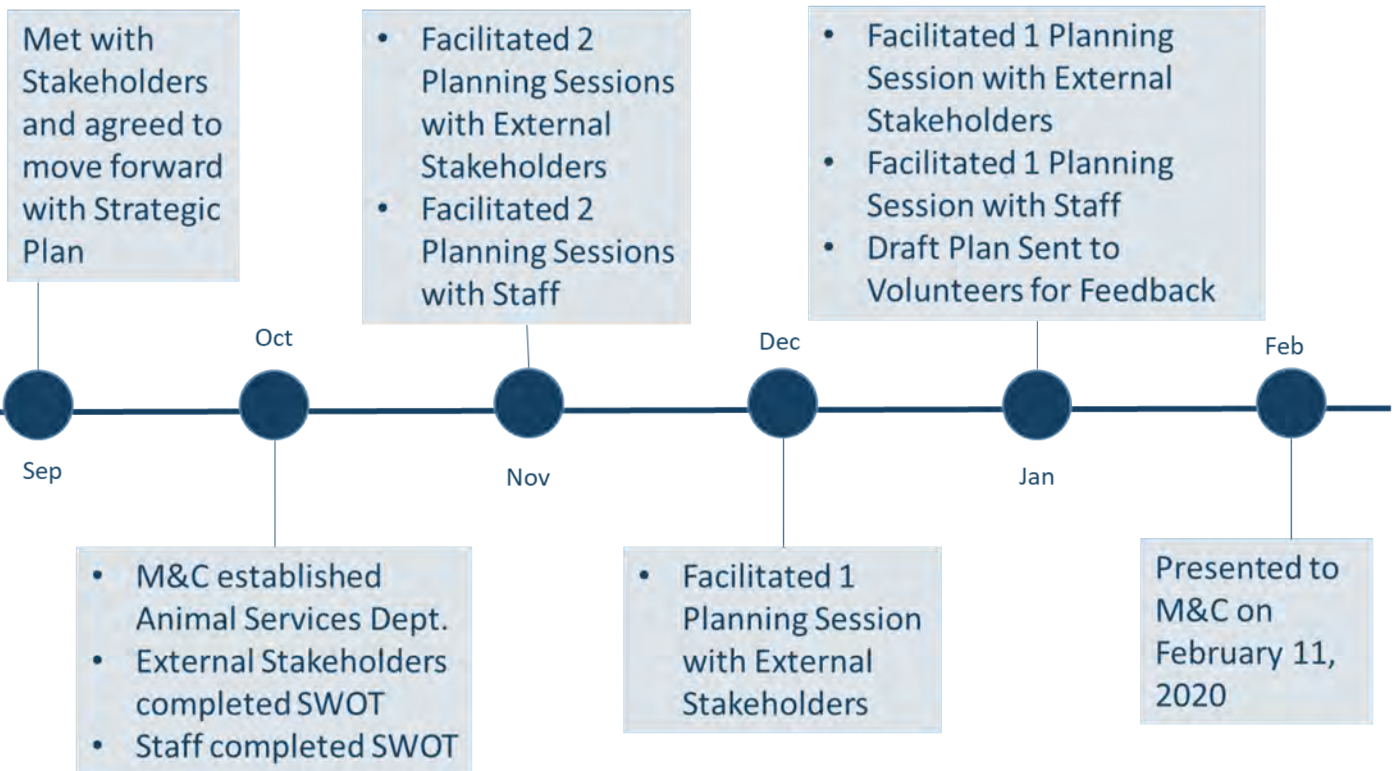 Met with
Stakeholders
and agreed to
move forward
with Strategic
Plan
• Facilitated 2
Planning Sessions
with External
Stakeholders
• Facilitated 2
Planning Sessions
with Staff
• Facilitated 1 Planning
Session with External
Stakeholders
• Facilitated 1 Planning
Session with Staff
• Draft Plan Sent to
Volunteers for Feedback
Oct
Dec
Feb
Sep
Nov
Jan
• M&C established
Animal Services Dept.
• External Stakeholders
completed SWOT
• Staff completed SWOT
• Facilitated 1
Planning Session
with External
Stakeholders
Presented to
M&C on
February 11,
2020